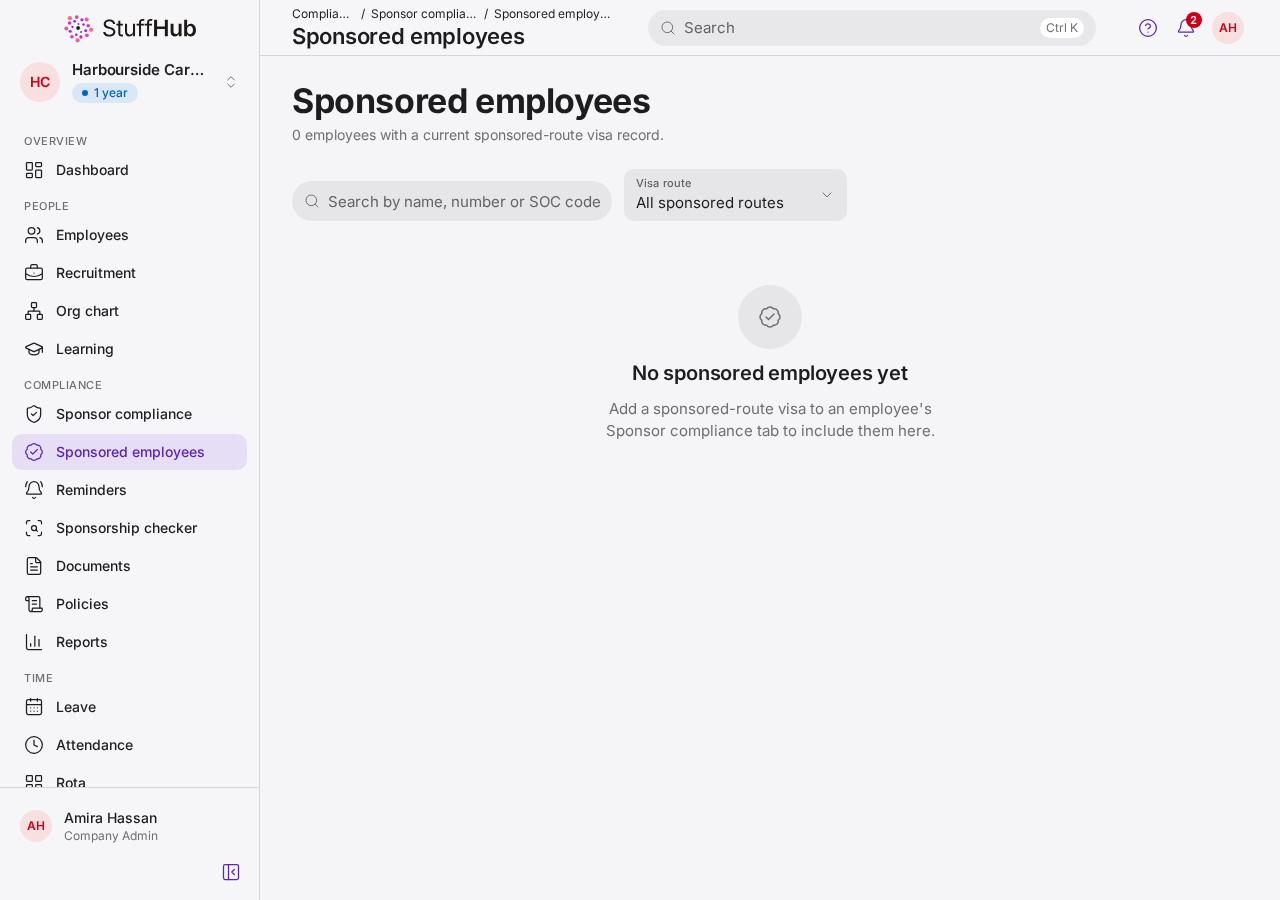 StuffHub
HC
Harbourside Car...
1 year
OVERVIEW
Dashboard
PEOPLE
Employees
Recruitment
Org chart
Learning
COMPLIANCE
Sponsor compliance
Sponsored employees
Reminders
Sponsorship checker
Documents
Policies
Reports
TIME
Leave
Attendance
Rota
AH
Amira Hassan
Company Admin
Complia... / Sponsor complia... / Sponsored employ...
Sponsored employees
Search
Ctrl K
2
AH
Sponsored employees
0 employees with a current sponsored-route visa record.
Search by name, number or SOC code
Visa route
All sponsored routes
No sponsored employees yet
Add a sponsored-route visa to an employee's
Sponsor compliance tab to include them here.